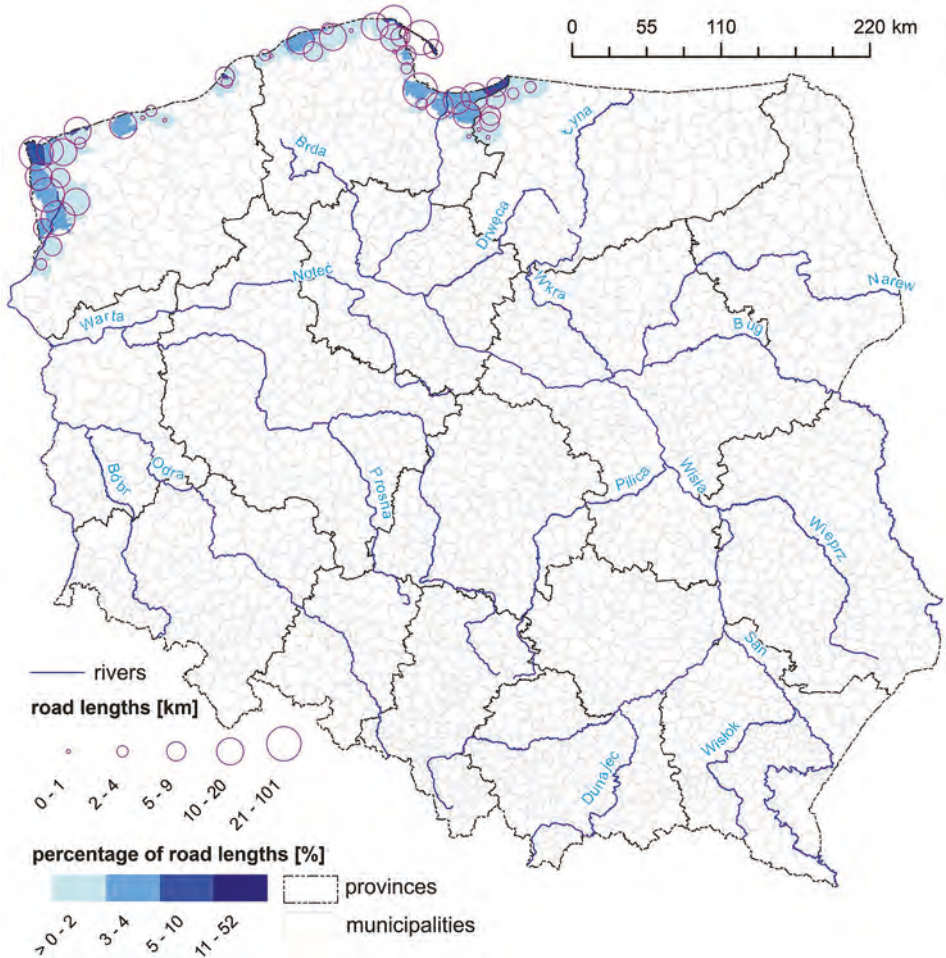 0 55 110 220 km
Łyna
Brda
Drwęca
Noteć
Wkra
Narew
Warta
Bug
Bóbr
Odra
Prosna
Pilica
Wisła
Wieprz
San
Wisłok
Dunajec
rivers
road lengths [km]
0 - 1 2 - 4 5 - 9 10 - 20 21 - 101
percentage of road lengths [%]
> 0 - 2 3 - 4 5 - 10 11 - 52
provinces
municipalities